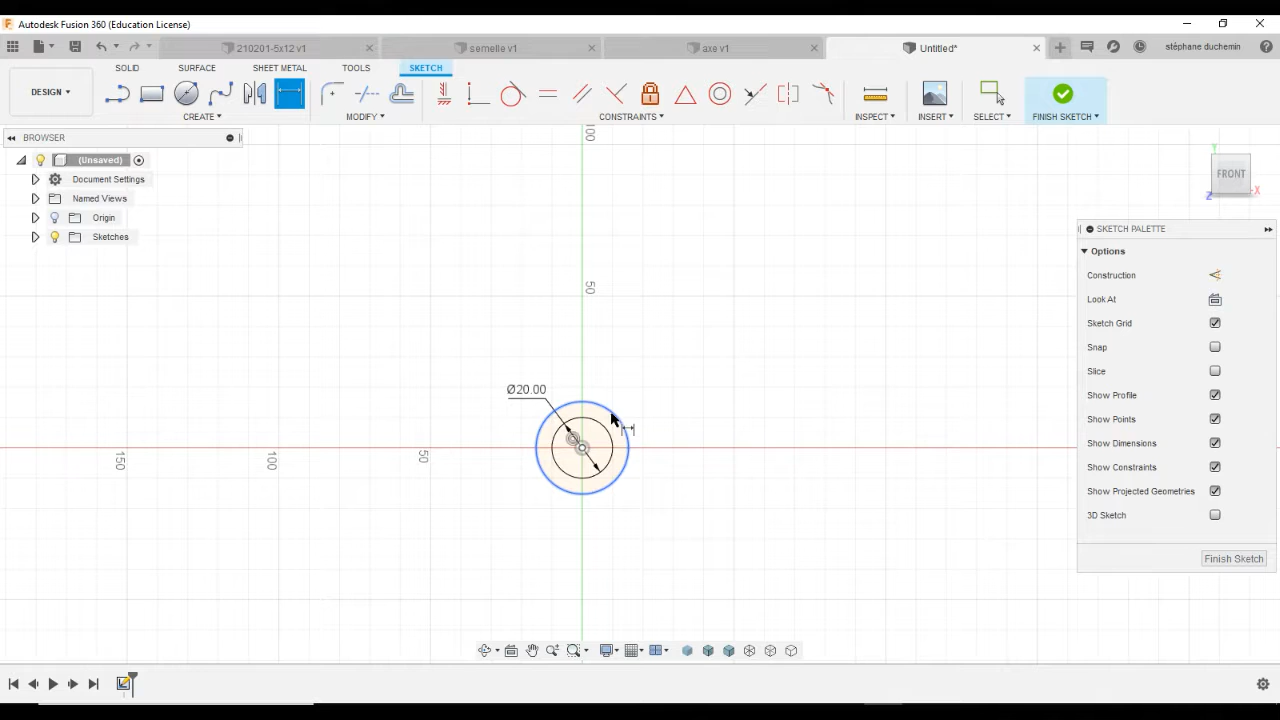 Autodesk Fusion 360 (Education License)
210201-5x12 v1
semelle v1
axe v1
Untitled*
stéphane duchemin
DESIGN
SOLID
SURFACE
SHEET METAL
TOOLS
SKETCH
CREATE
MODIFY
CONSTRAINTS
INSPECT
INSERT
SELECT
FINISH SKETCH
BROWSER
(Unsaved)
Document Settings
Named Views
Origin
Sketches
100
50
Ø20.00
150
100
50
Y
FRONT
Z
X
SKETCH PALETTE
Options
Construction
Look At
Sketch Grid
Snap
Slice
Show Profile
Show Points
Show Dimensions
Show Constraints
Show Projected Geometries
3D Sketch
Finish Sketch